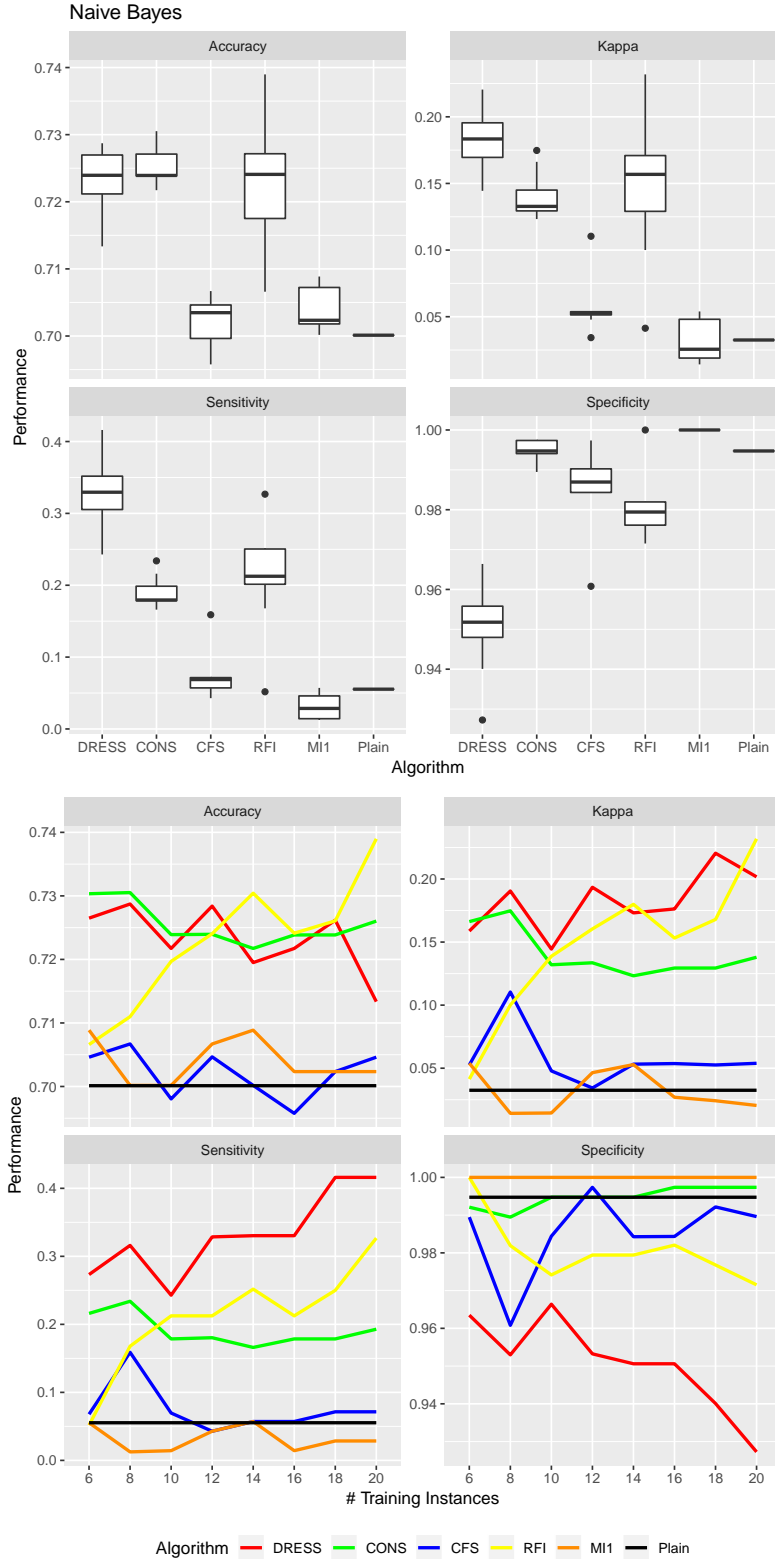 Naive Bayes
Accuracy
Kappa
0.74
0.73
0.72
0.71
0.70
0.20
0.15
0.10
0.05
Performance
Sensitivity
Specificity
0.4
0.3
0.2
0.1
0.0
1.00
0.98
0.96
0.94
DRESS CONS CFS RFI MI1 Plain
DRESS CONS CFS RFI MI1 Plain
Algorithm
Accuracy
Kappa
0.74
0.73
0.72
0.71
0.70
0.20
0.15
0.10
0.05
Performance
Sensitivity
Specificity
0.4
0.3
0.2
0.1
0.0
1.00
0.98
0.96
0.94
6 8 10 12 14 16 18 20
6 8 10 12 14 16 18 20
# Training Instances
Algorithm DRESS CONS CFS RFI MI1 Plain